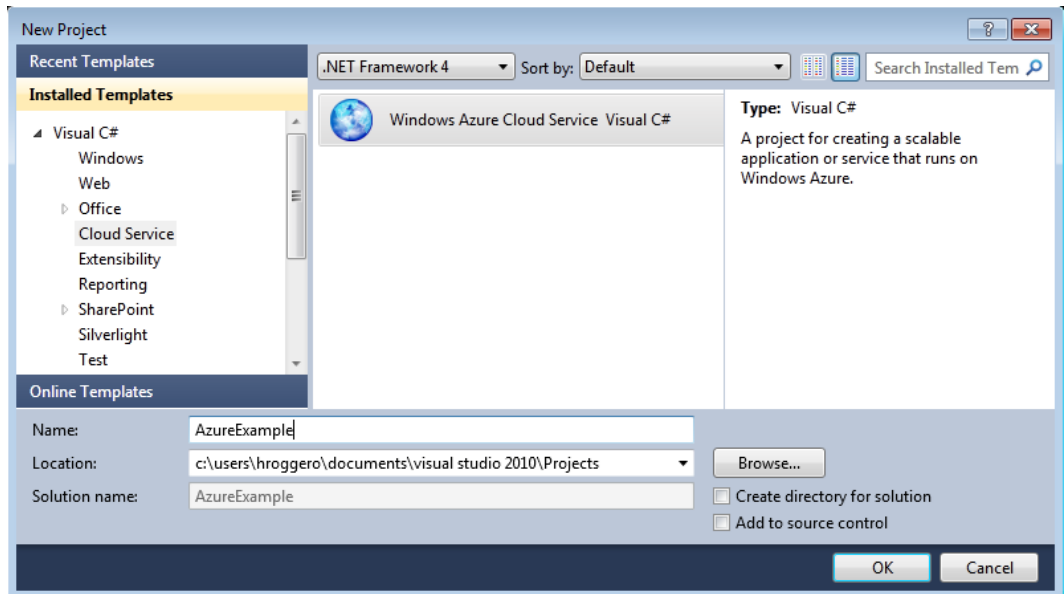 New Project
Recent Templates
.NET Framework 4 Sort by: Default Search Installed Tem
Installed Templates
Visual C#
Windows
Web
Office
Cloud Service
Extensibility
Reporting
SharePoint
Silverlight
Test
Online Templates
Windows Azure Cloud Service Visual C#
Type: Visual C#
A project for creating a scalable
application or service that runs on
Windows Azure.
Name: AzureExample
Location: c:\users\hroggero\documents\visual studio 2010\Projects Browse...
Solution name: AzureExample
Create directory for solution
Add to source control
OK Cancel